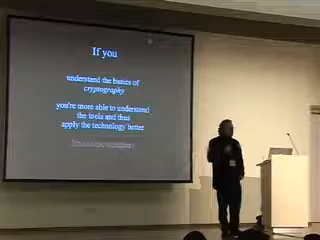 If you
understand the basics of
cryptography
you're more able to understand
the tools and thus
apply the technology better